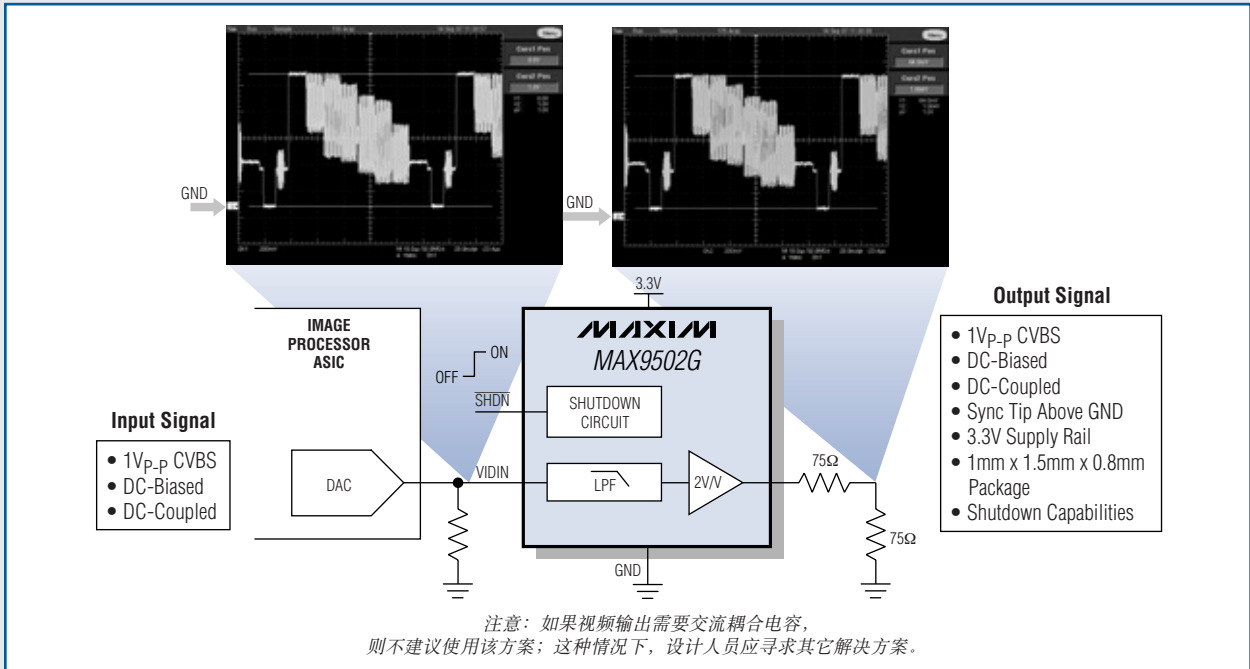 GND
GND
3.3V
IMAGE
PROCESSOR
ASIC
ON
OFF
MAXIM
MAX9502G
SHDN
SHUTDOWN
CIRCUIT
Input Signal
• 1VP-P CVBS
• DC-Biased
• DC-Coupled
DAC
VIDIN
LPF
2V/V
75Ω
75Ω
GND
Output Signal
• 1VP-P CVBS
• DC-Biased
• DC-Coupled
• Sync Tip Above GND
• 3.3V Supply Rail
• 1mm x 1.5mm x 0.8mm
Package
• Shutdown Capabilities
注意：如果视频输出需要交流耦合电容，
则不建议使用该方案；这种情况下，设计人员应寻求其它解决方案。